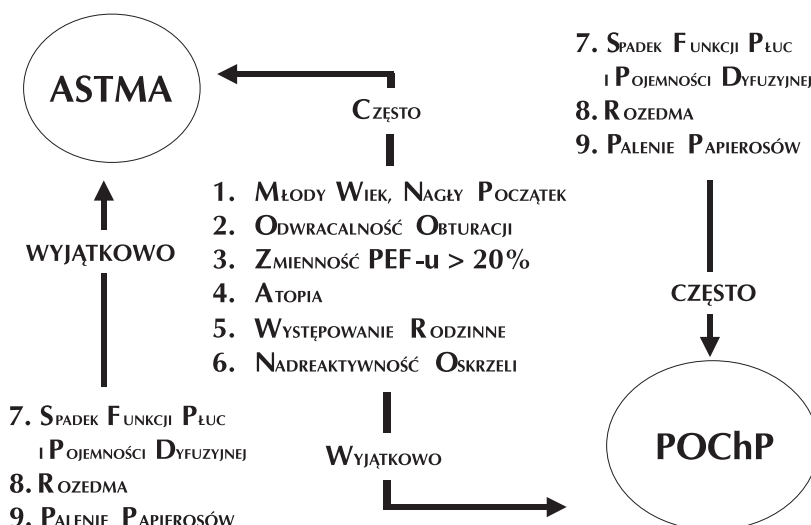 ASTMA
Często
7. Spadek Funkcji Płuc
i Pojemności Dyfuzyjnej
8. Rozedma
9. Palenie Papierosów
WYJĄTKOWO
1. Młody Wiek, Nagły Początek
2. Odwracalność Obturacji
3. Zmienność PEF-u > 20%
4. Atopia
5. Występowanie Rodzinne
6. Nadreaktywność Oskrzeli
CZĘSTO
7. Spadek Funkcji Płuc
i Pojemności Dyfuzyjnej
8. Rozedma
9. Palenie Papierosów
Wyjątkowo
POChP